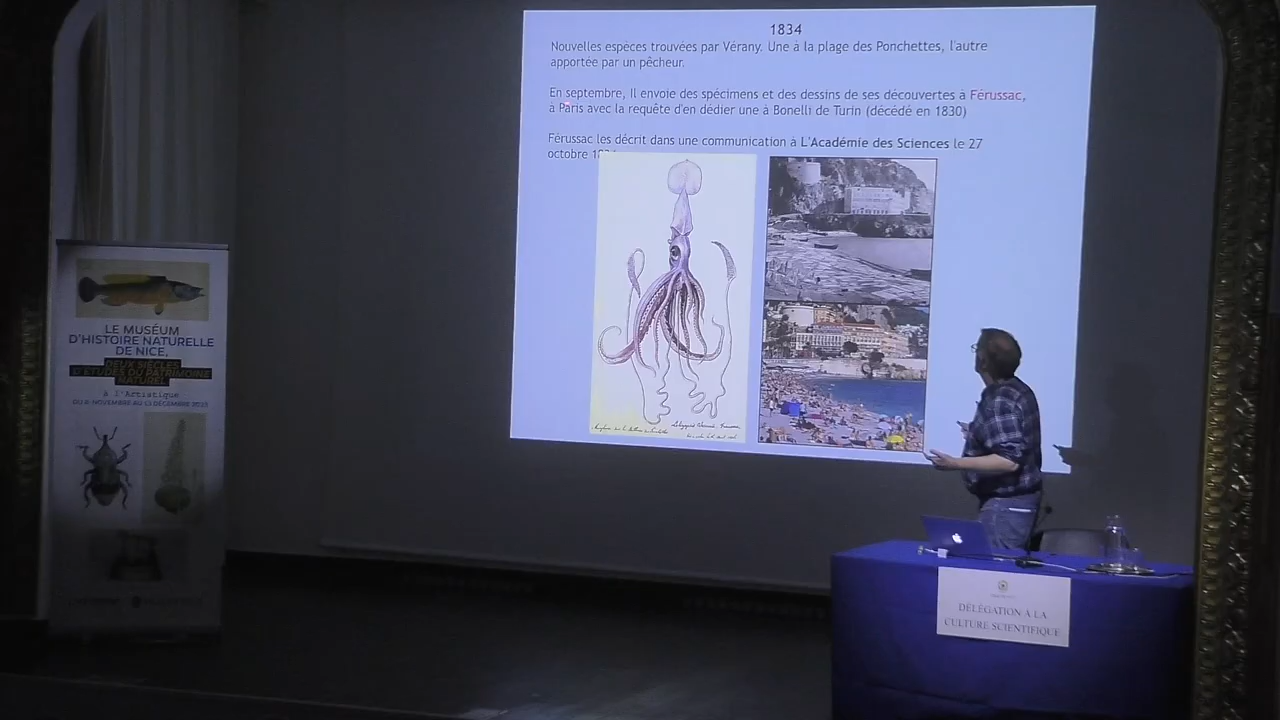 1834
Nouvelles espèces trouvées par Vérany. Une à la plage des Ponchettes, l'autre
apportée par un pêcheur.
En septembre, Il envoie des spécimens et des dessins de ses découvertes à Férussac,
à Paris avec la requête d'en dédier une à Bonelli de Turin (décédé en 1830)
Férussac les décrit dans une communication à L'Académie des Sciences le 27
octobre
LE MUSÉUM
D'HISTOIRE NATURELLE
DE NICE,
DEUX SIÈCLES
D'ÉTUDES DU PATRIMOINE
NATUREL
à l'Artistique
DÉLÉGATION A LA
CULTURE SCIENTIFIQUE